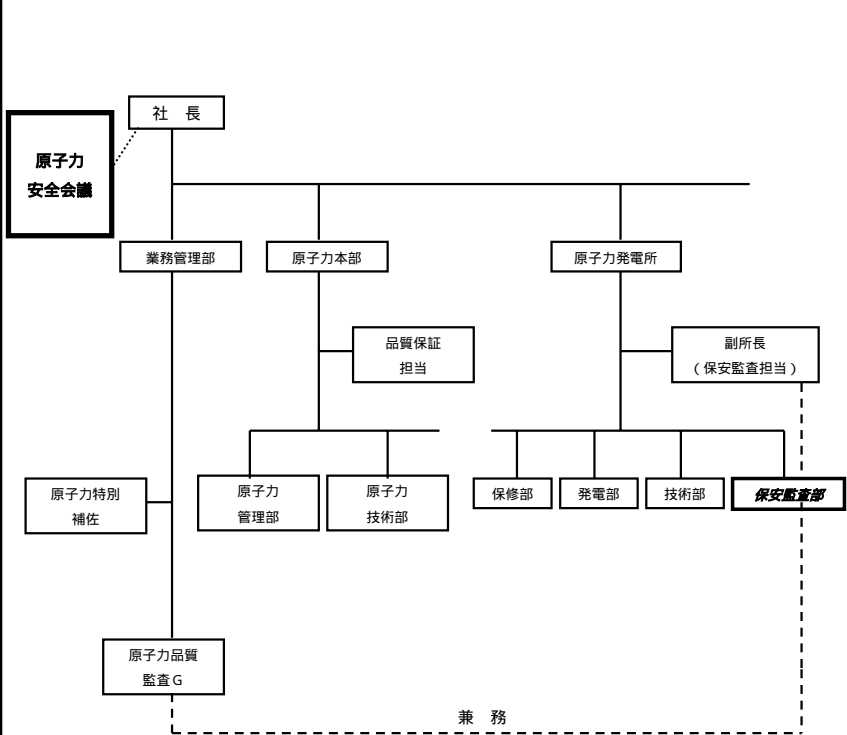 社　長
原子力
安全会議
業務管理部
原子力本部
原子力発電所
品質保証
担当
副所長
（保安監査担当）
原子力特別
補佐
原子力
管理部
原子力
技術部
保修部
発電部
技術部
保安監査部
原子力品質
監査Ｇ
兼　務